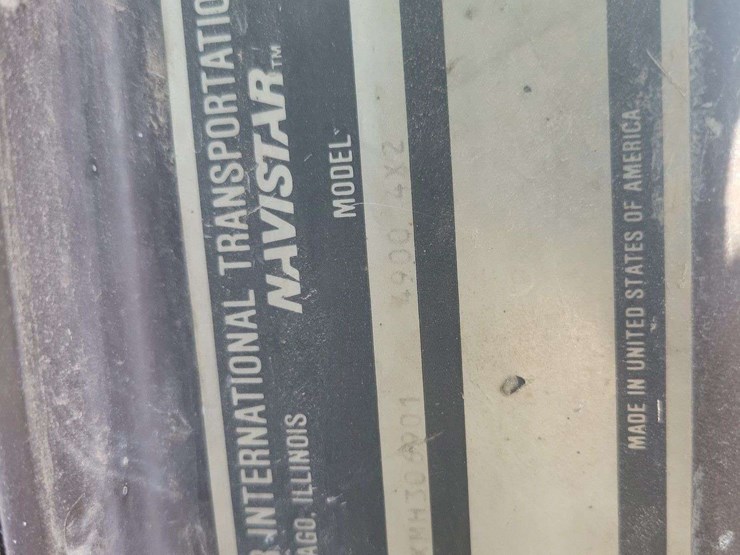 INTERNATIONAL TRANSPORTATIO
NAVISTAR™
AGO, ILLINOIS
MODEL
4900 4X2
MADE IN UNITED STATES OF AMERICA